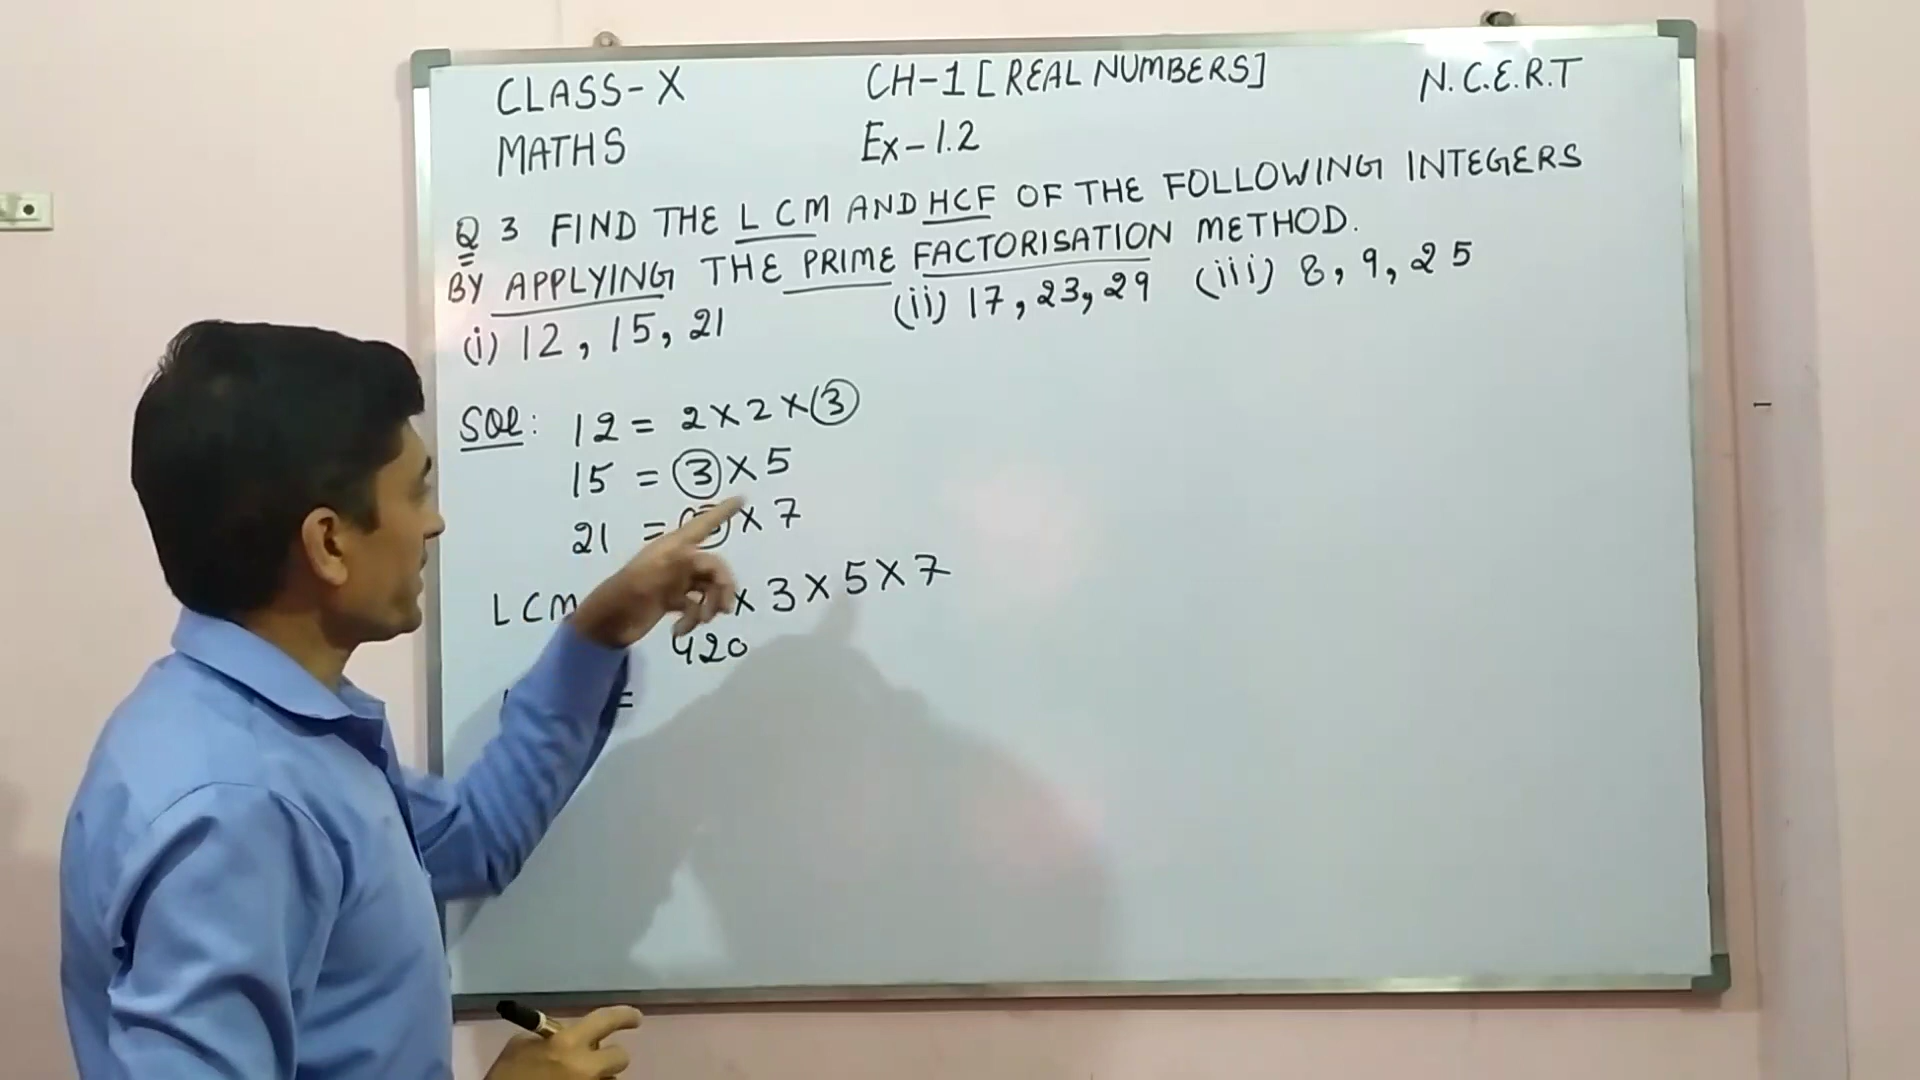 CLASS-X CH-1 [REAL NUMBERS] N.C.E.R.T
MATHS Ex-1.2
Q 3 FIND THE LCM AND HCF OF THE FOLLOWING INTEGERS
BY APPLYING THE PRIME FACTORISATION METHOD.
(i) 12, 15, 21 (ii) 17, 23, 29 (iii) 8, 9, 25
SOl: 12 = 2×2×3
15 = 3×5
21 = ×7
LCM × 3 × 5 × 7
420
=